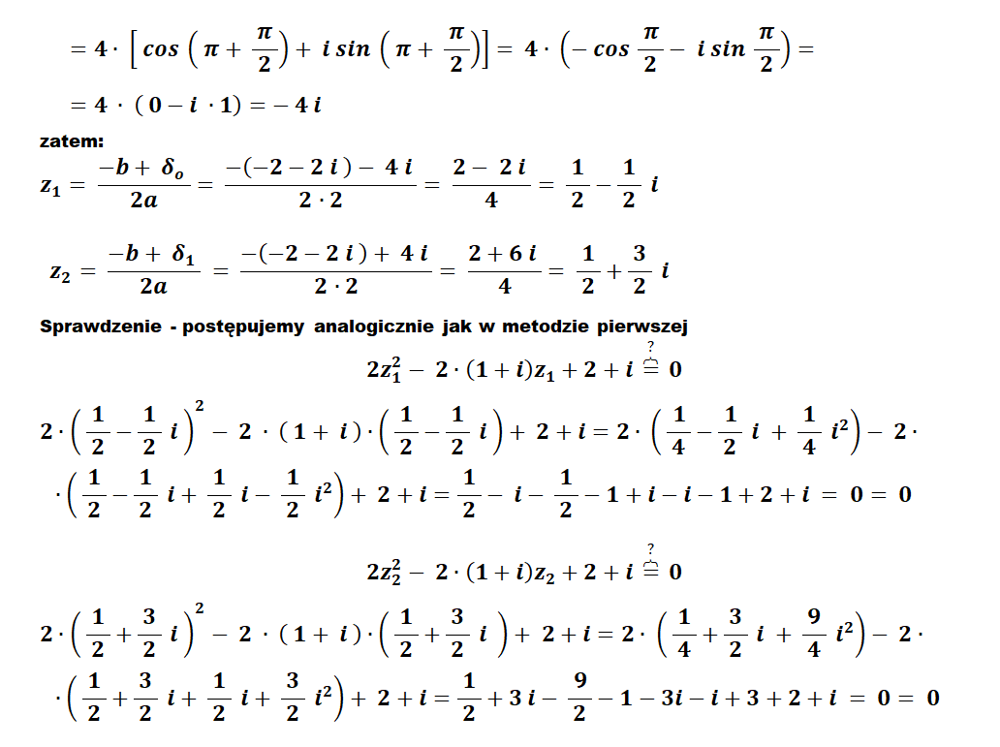 = 4 · [ cos ( π + π/2 ) + i sin ( π + π/2 ) ] = 4 · ( − cos π/2 − i sin π/2 ) =
= 4 · ( 0 − i · 1) = − 4 i
zatem:
z₁ = (−b + δₒ)/(2a) = (−(−2 − 2 i ) − 4 i)/(2 · 2) = (2 − 2 i)/4 = 1/2 − 1/2 i
z₂ = (−b + δ₁)/(2a) = (−(−2 − 2 i ) + 4 i)/(2 · 2) = (2 + 6 i)/4 = 1/2 + 3/2 i
Sprawdzenie - postępujemy analogicznie jak w metodzie pierwszej
?
2z₁² − 2 · (1 + i)z₁ + 2 + i ⏞= 0
2 · ( 1/2 − 1/2 i )² − 2 · ( 1 + i ) · ( 1/2 − 1/2 i ) + 2 + i = 2 · ( 1/4 − 1/2 i + 1/4 i² ) − 2 ·
· ( 1/2 − 1/2 i + 1/2 i − 1/2 i² ) + 2 + i = 1/2 − i − 1/2 − 1 + i − i − 1 + 2 + i = 0 = 0
?
2z₂² − 2 · (1 + i)z₂ + 2 + i ⏞= 0
2 · ( 1/2 + 3/2 i )² − 2 · ( 1 + i ) · ( 1/2 + 3/2 i ) + 2 + i = 2 · ( 1/4 + 3/2 i + 9/4 i² ) − 2 ·
· ( 1/2 + 3/2 i + 1/2 i + 3/2 i² ) + 2 + i = 1/2 + 3 i − 9/2 − 1 − 3i − i + 3 + 2 + i = 0 = 0